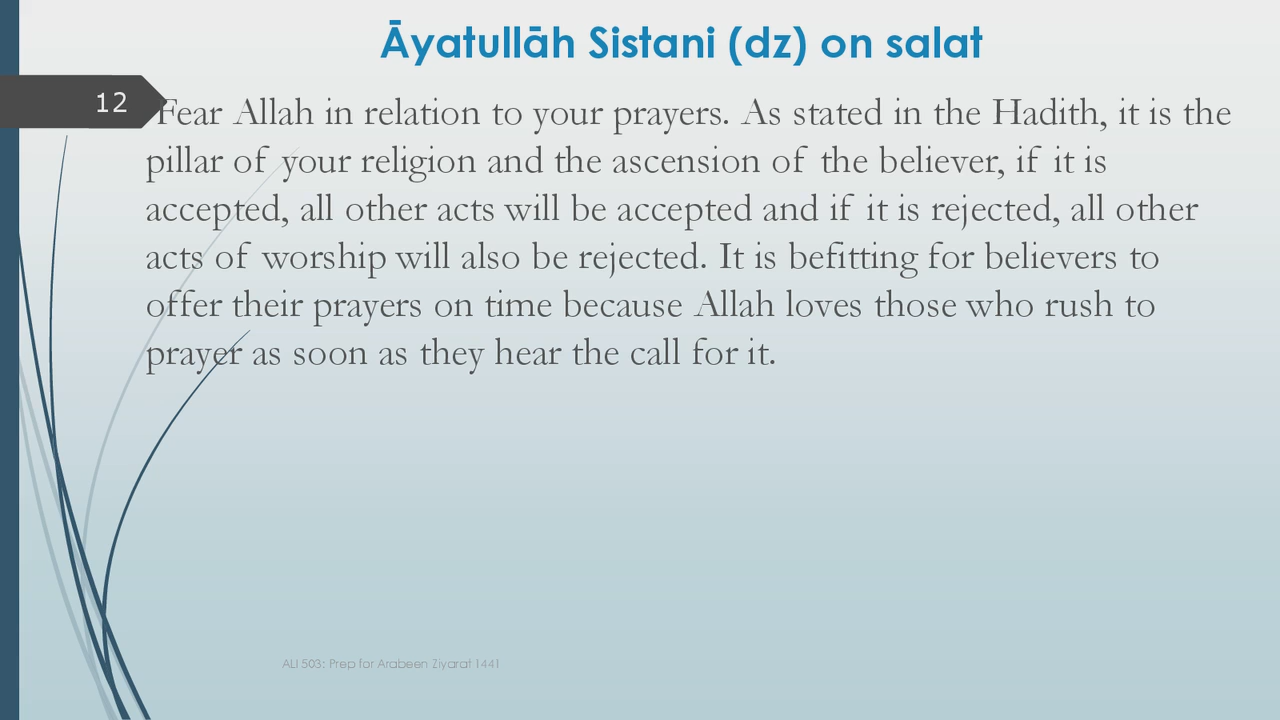 Āyatullāh Sistani (dz) on salat
12
Fear Allah in relation to your prayers. As stated in the Hadith, it is the
pillar of your religion and the ascension of the believer, if it is
accepted, all other acts will be accepted and if it is rejected, all other
acts of worship will also be rejected. It is befitting for believers to
offer their prayers on time because Allah loves those who rush to
prayer as soon as they hear the call for it.
ALI 503: Prep for Arabeen Ziyarat 1441